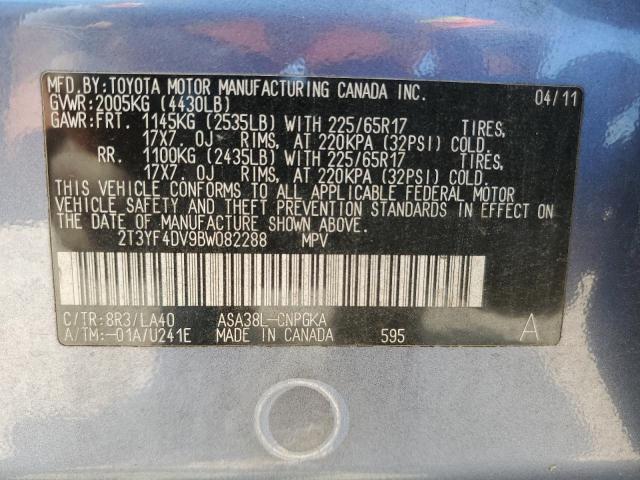 MFD.BY:TOYOTA MOTOR MANUFACTURING CANADA INC. 04/11
GVWR:2005KG (4430LB)
GAWR:FRT. 1145KG (2535LB) WITH 225/65R17 TIRES,
17X7.0J RIMS, AT 220KPA (32PSI) COLD.
RR. 1100KG (2435LB) WITH 225/65R17 TIRES,
17X7.0J RIMS, AT 220KPA (32PSI) COLD.
THIS VEHICLE CONFORMS TO ALL APPLICABLE FEDERAL MOTOR
VEHICLE SAFETY AND THEFT PREVENTION STANDARDS IN EFFECT
ON THE DATE OF MANUFACTURE SHOWN ABOVE.
2T3YF4DV9BW082288 MPV
C/TR:8R3/LA40 ASA38L-CNPGKA
A/TM:-01A/U241E MADE IN CANADA 595 A